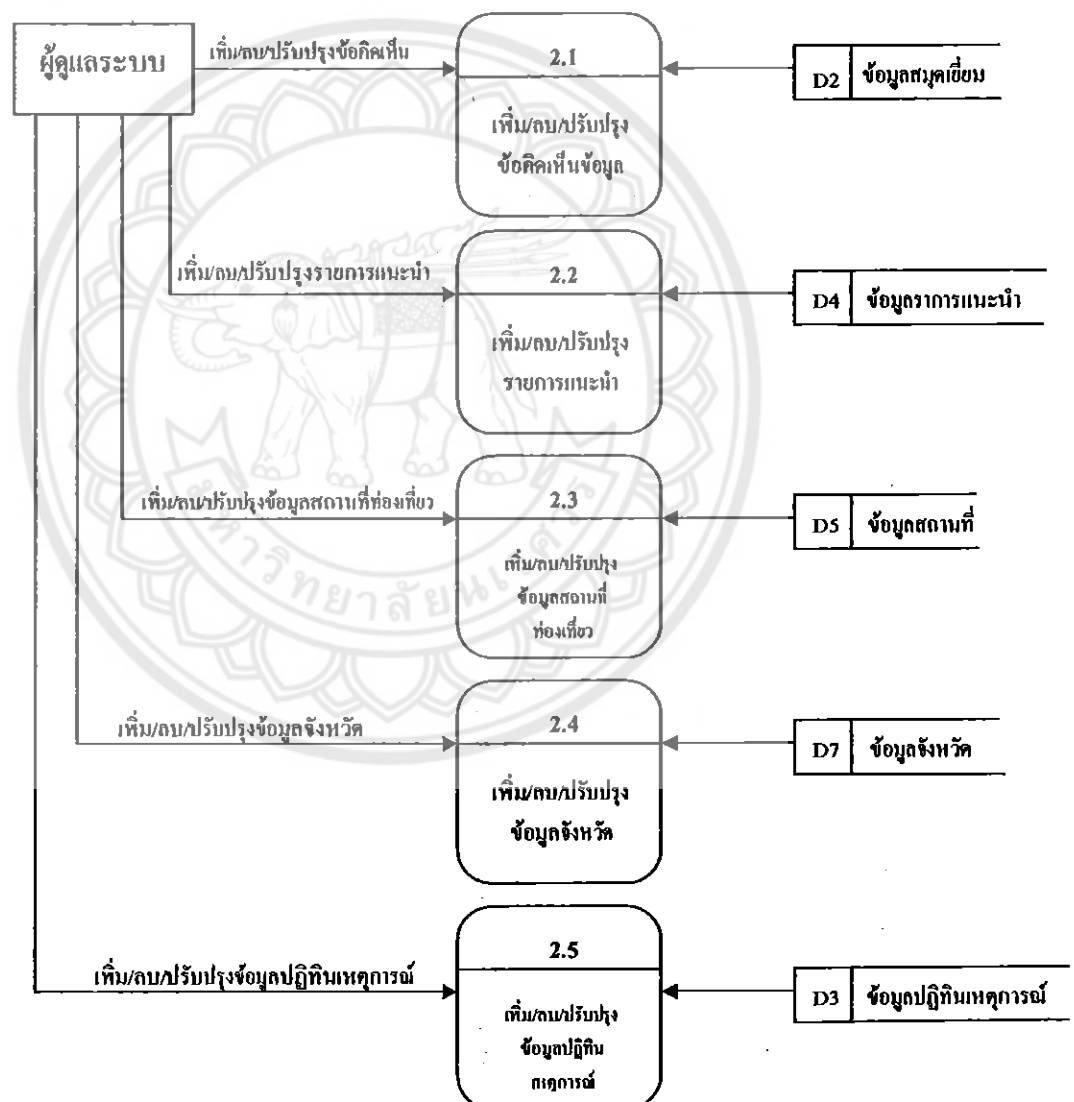 ผู้ดูแลระบบ
เพิ่ม/ลบ/ปรับปรุงข้อคิดเห็น
2.1
เพิ่ม/ลบ/ปรับปรุง
ข้อคิดเห็นข้อมูล
D2 ข้อมูลสมุดเยี่ยม
เพิ่ม/ลบ/ปรับปรุงรายการแนะนำ
2.2
เพิ่ม/ลบ/ปรับปรุง
รายการแนะนำ
D4 ข้อมูลราการแนะนำ
เพิ่ม/ลบ/ปรับปรุงข้อมูลสถานที่ท่องเที่ยว
2.3
เพิ่ม/ลบ/ปรับปรุง
ข้อมูลสถานที่
ท่องเที่ยว
D5 ข้อมูลสถานที่
เพิ่ม/ลบ/ปรับปรุงข้อมูลจังหวัด
2.4
เพิ่ม/ลบ/ปรับปรุง
ข้อมูลจังหวัด
D7 ข้อมูลจังหวัด
เพิ่ม/ลบ/ปรับปรุงข้อมูลปฏิทินเหตุการณ์
2.5
เพิ่ม/ลบ/ปรับปรุง
ข้อมูลปฏิทิน
D3 ข้อมูลปฏิทินเหตุการณ์
มหาวิทยาลัยนเรศวร